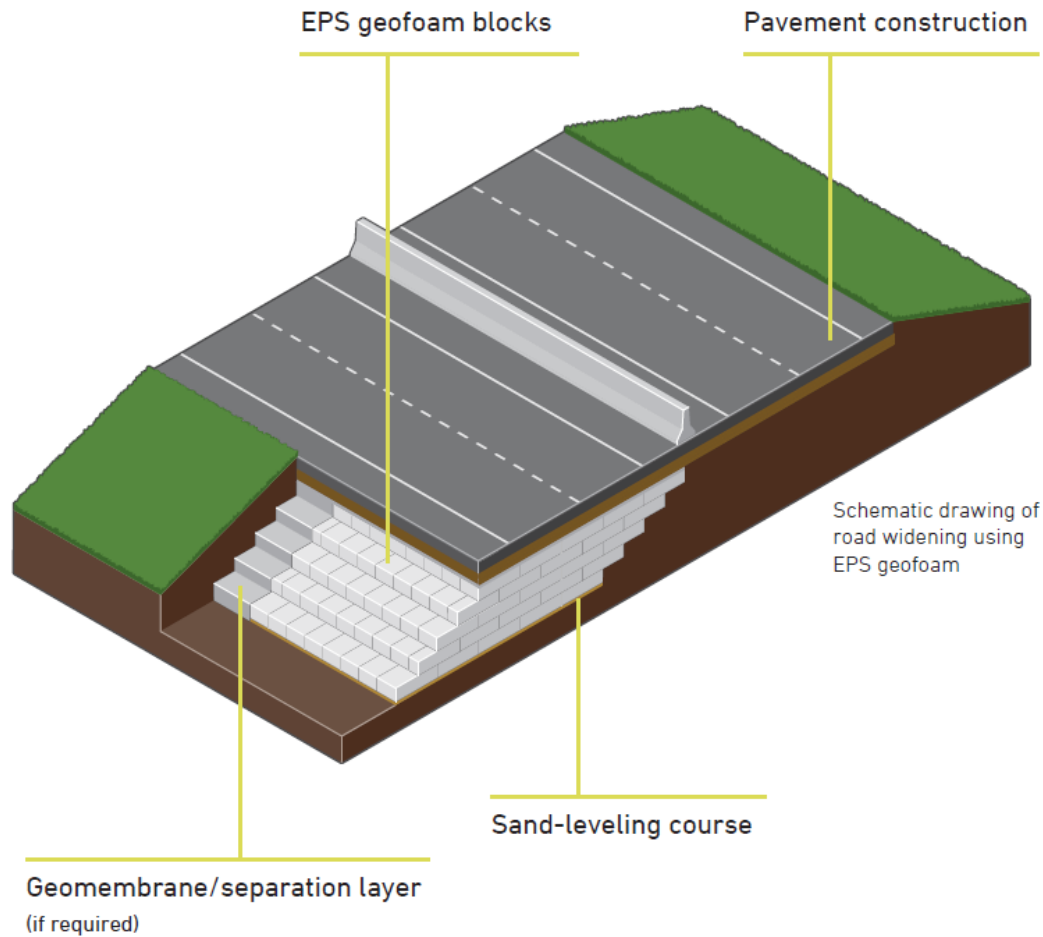 EPS geofoam blocks
Pavement construction
Schematic drawing of
road widening using
EPS geofoam
Sand-leveling course
Geomembrane/separation layer
(if required)